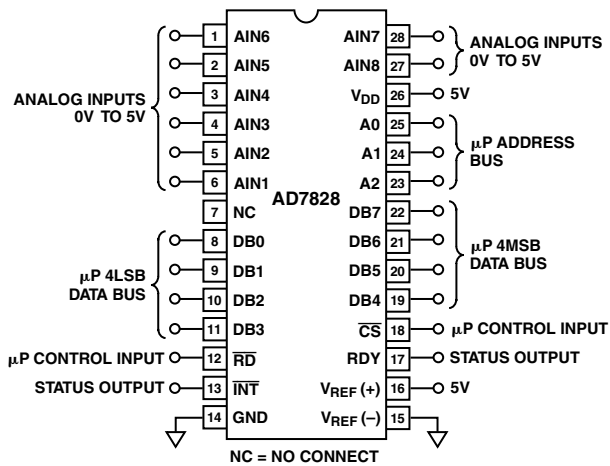 1 AIN6 AIN7 28
2 AIN5 AIN8 27
ANALOG INPUTS
0V TO 5V
ANALOG INPUTS
0V TO 5V
3 AIN4 VDD 26 5V
4 AIN3 A0 25
5 AIN2 A1 24
6 AIN1 A2 23
µP ADDRESS
BUS
AD7828
7 NC DB7 22
8 DB0 DB6 21
9 DB1 DB5 20
10 DB2 DB4 19
µP 4LSB
DATA BUS
µP 4MSB
DATA BUS
11 DB3 C̅S̅ 18 µP CONTROL INPUT
µP CONTROL INPUT 12 R̅D̅ RDY 17 STATUS OUTPUT
STATUS OUTPUT 13 I̅N̅T̅ VREF (+) 16 5V
14 GND VREF (–) 15
NC = NO CONNECT